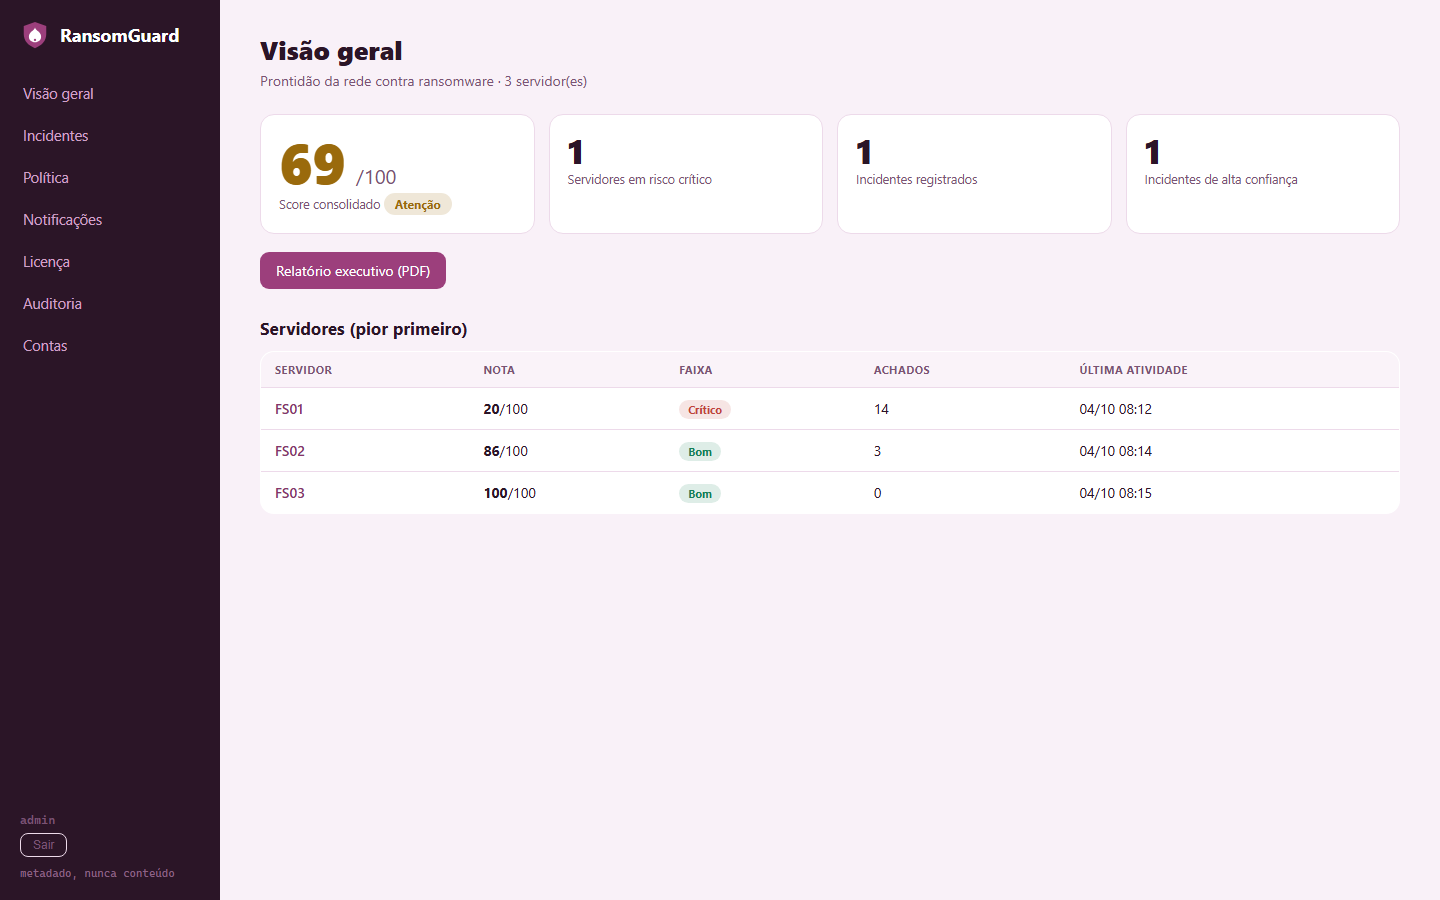 RansomGuard
Visão geral
Incidentes
Política
Notificações
Licença
Auditoria
Contas
admin
Sair
metadado, nunca conteúdo
Visão geral
Prontidão da rede contra ransomware · 3 servidor(es)
69 /100
Score consolidado Atenção
1
Servidores em risco crítico
1
Incidentes registrados
1
Incidentes de alta confiança
Relatório executivo (PDF)
Servidores (pior primeiro)
SERVIDOR NOTA FAIXA ACHADOS ÚLTIMA ATIVIDADE
FS01 20/100 Crítico 14 04/10 08:12
FS02 86/100 Bom 3 04/10 08:14
FS03 100/100 Bom 0 04/10 08:15